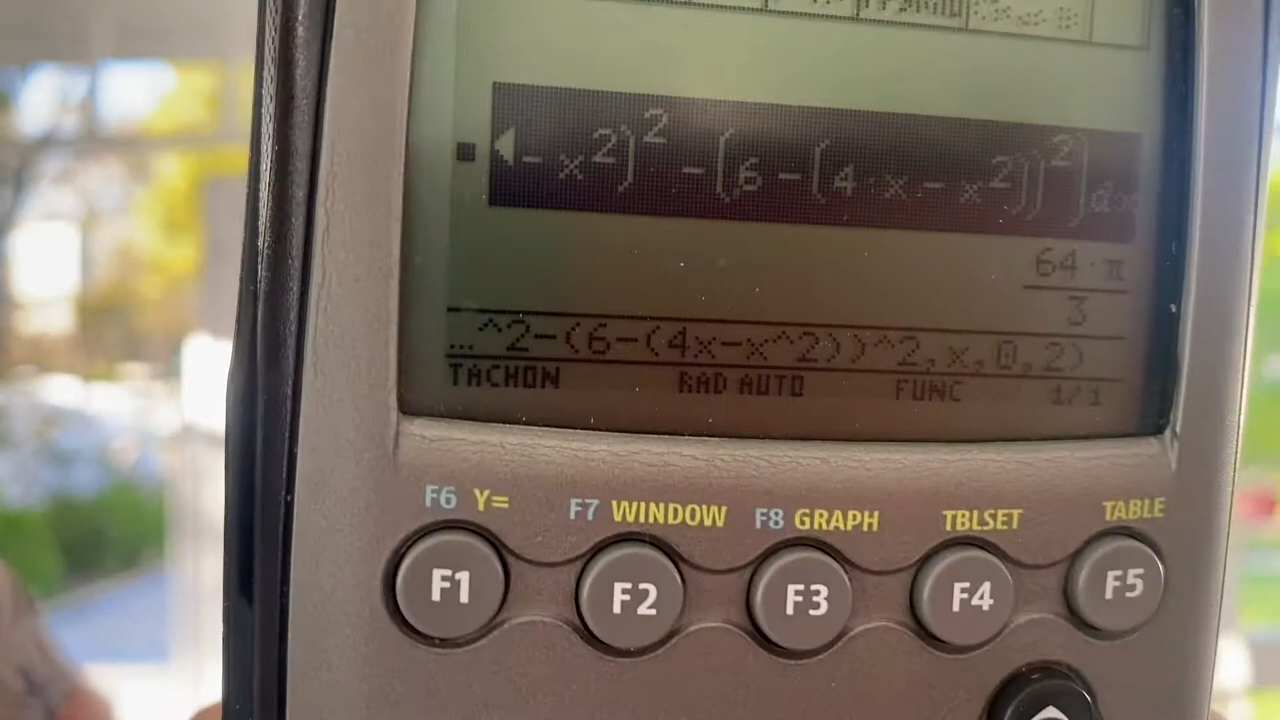 ◀- x²)² -(6 -(4·x - x²))²)dx
64·π
3
...^2-(6-(4x-x^2))^2,x,0,2)
TACHON RAD AUTO FUNC 1/1
F6 Y= F7 WINDOW F8 GRAPH TBLSET TABLE
F1 F2 F3 F4 F5